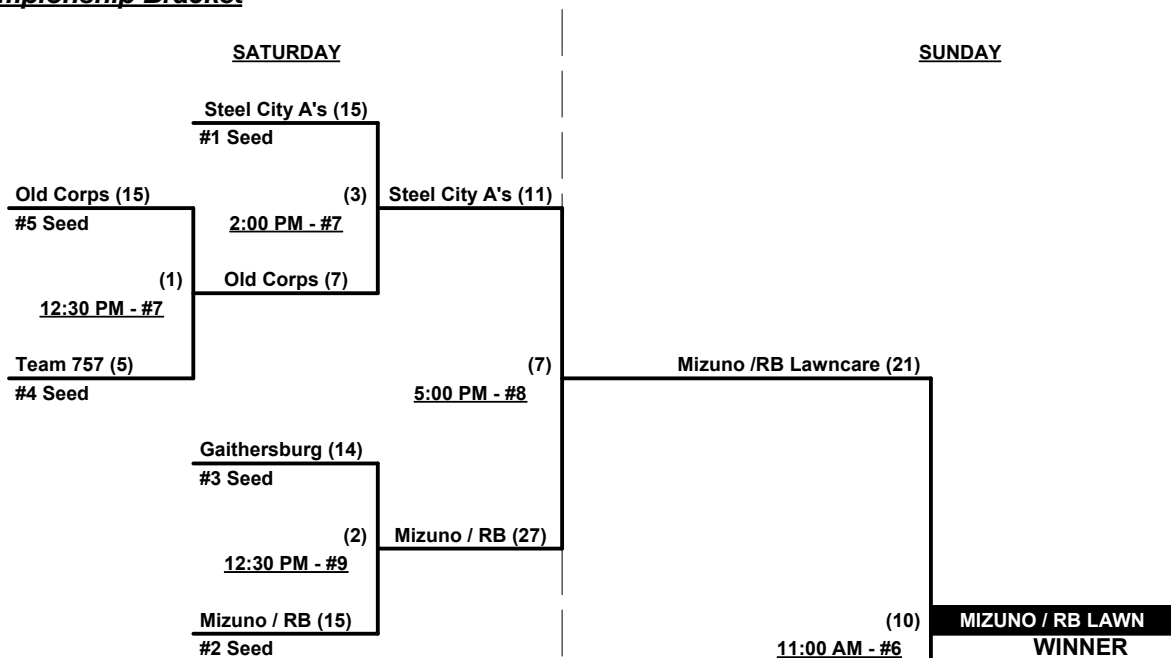 mpionship Bracket
SATURDAY
SUNDAY
Steel City A's (15)
#1 Seed
Old Corps (15)
(3)
Steel City A's (11)
#5 Seed
2:00 PM - #7
(1)
Old Corps (7)
12:30 PM - #7
Team 757 (5)
(7)
Mizuno /RB Lawncare (21)
#4 Seed
5:00 PM - #8
Gaithersburg (14)
#3 Seed
(2)
Mizuno / RB (27)
12:30 PM - #9
Mizuno / RB (15)
(10)
MIZUNO / RB LAWN
#2 Seed
11:00 AM - #6
WINNER